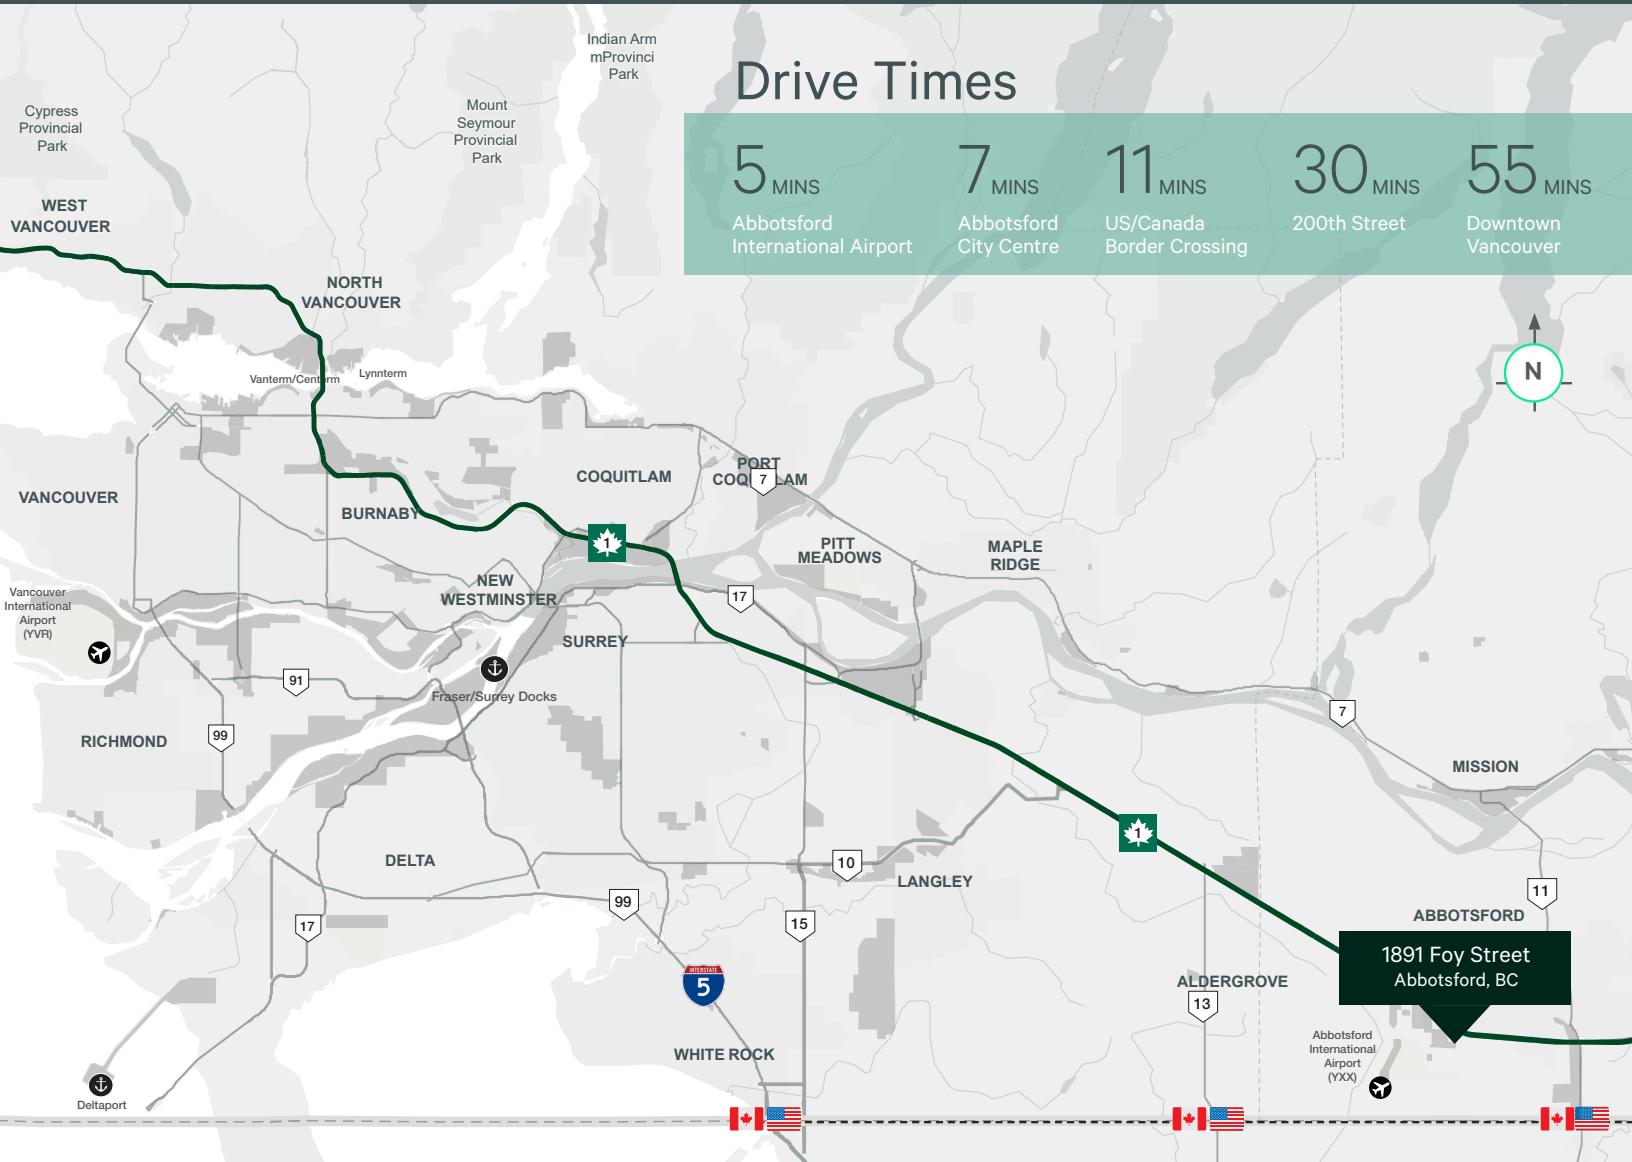 Indian Arm
mProvinci
Park
Drive Times
5 MINS
Abbotsford
International Airport
7 MINS
Abbotsford
City Centre
11 MINS
US/Canada
Border Crossing
30 MINS
200th Street
55 MINS
Downtown
Vancouver
Cypress
Provincial
Park
Mount
Seymour
Provincial
Park
WEST
VANCOUVER
NORTH
VANCOUVER
N
Vanterm/Centerm
Lynnterm
VANCOUVER
BURNABY
COQUITLAM
PORT
COQUITLAM
7
1
PITT
MEADOWS
MAPLE
RIDGE
NEW
WESTMINSTER
17
Vancouver
International
Airport
(YVR)
SURREY
91
Fraser/Surrey Docks
RICHMOND
99
7
MISSION
1
DELTA
10
LANGLEY
99
15
17
11
ABBOTSFORD
1891 Foy Street
Abbotsford, BC
INTERSTATE
5
ALDERGROVE
13
WHITE ROCK
Abbotsford
International
Airport
(YXX)
Deltaport